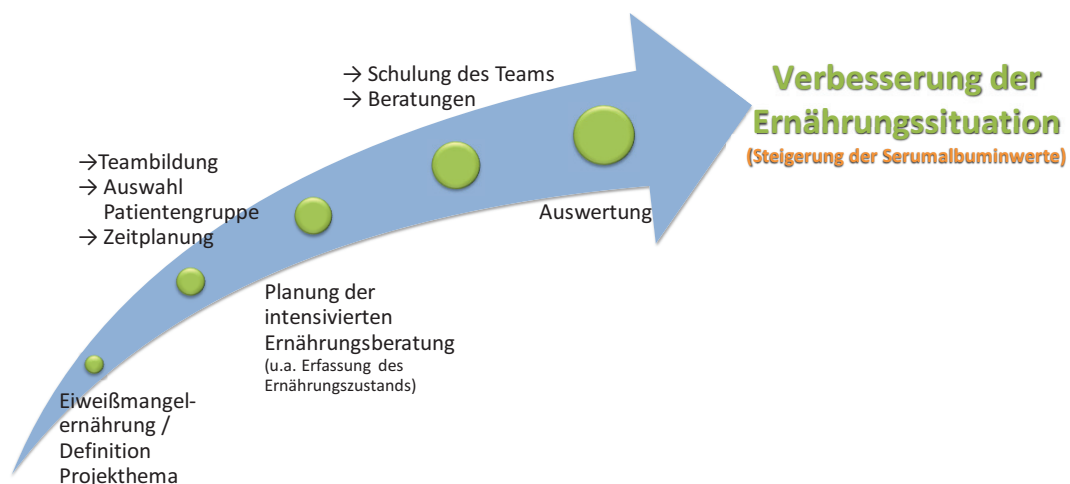 → Schulung des Teams
→ Beratungen
Verbesserung der
Ernährungssituation
(Steigerung der Serumalbuminwerte)
→Teambildung
→ Auswahl
Patientengruppe
→ Zeitplanung
Auswertung
Planung der
intensivierten
Ernährungsberatung
(u.a. Erfassung des
Ernährungszustands)
Eiweißmangel-
ernährung /
Definition
Projekthema